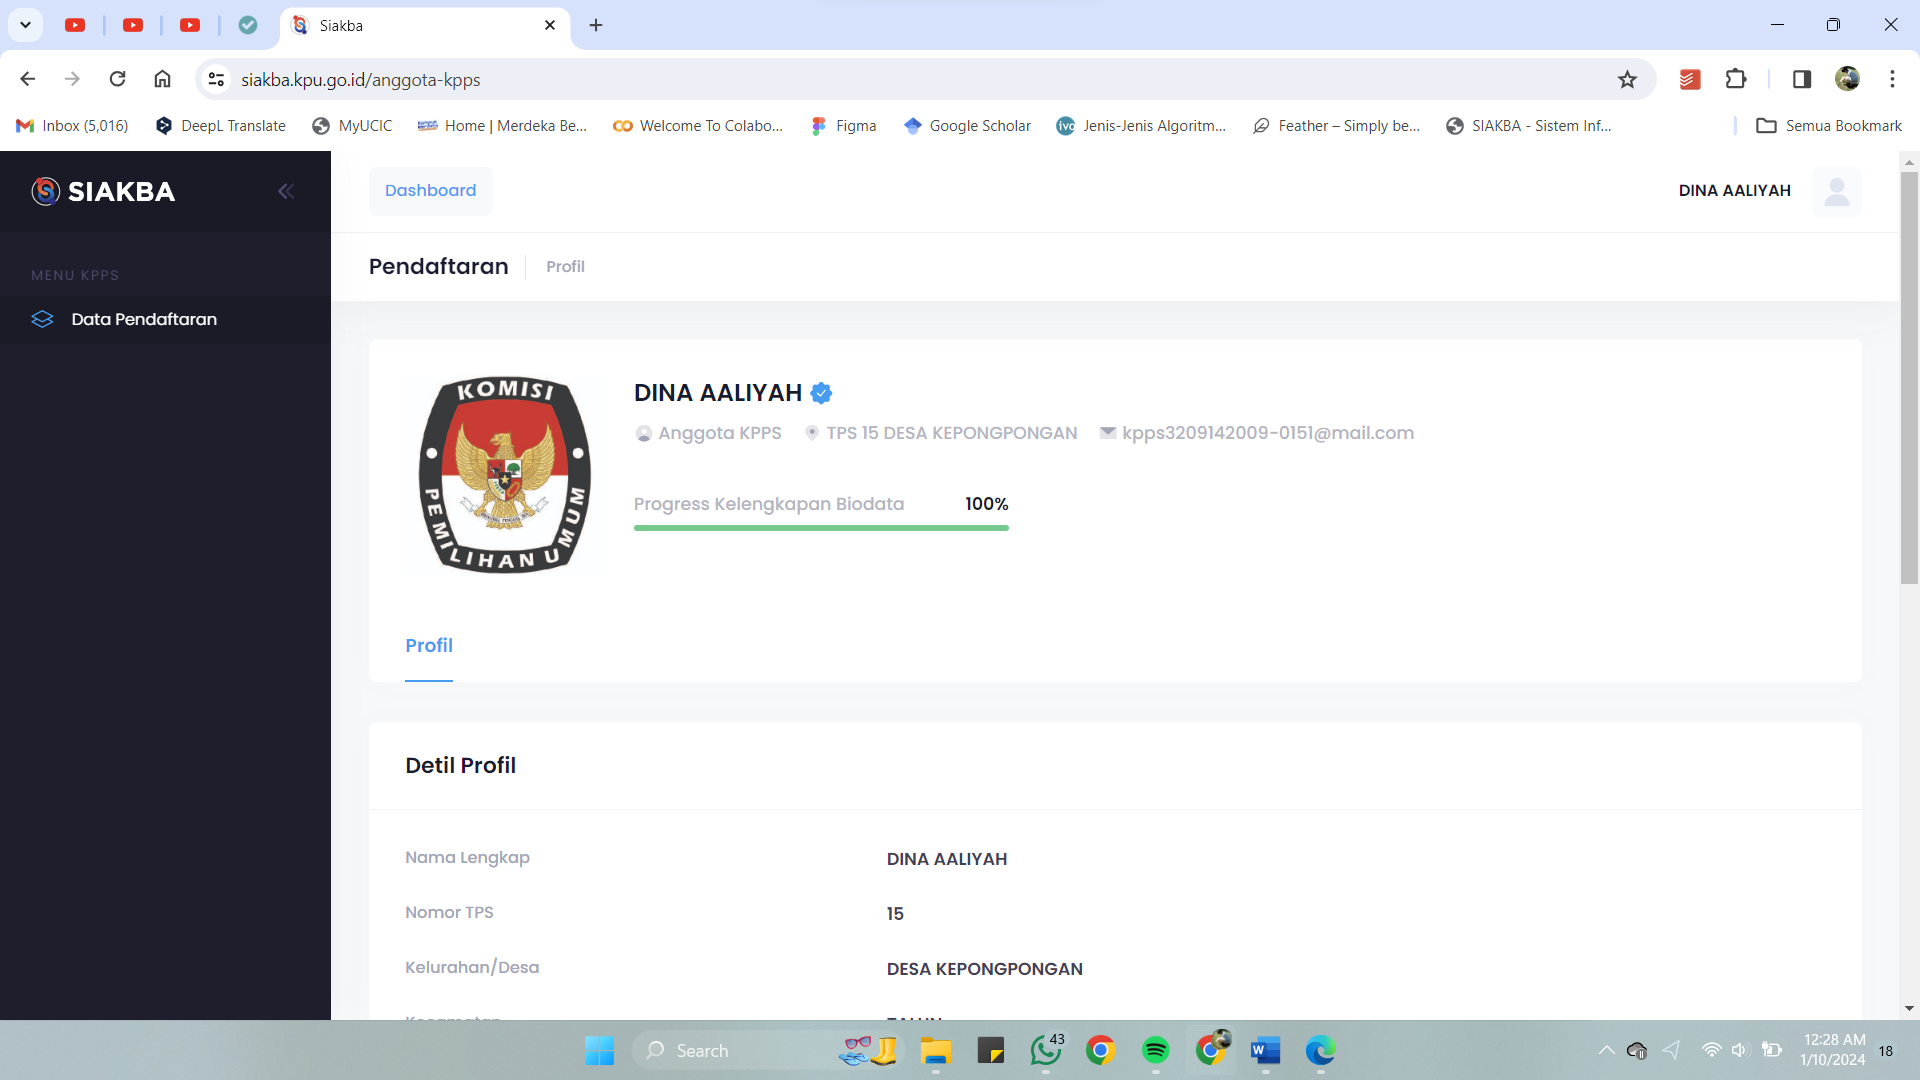 Siakba
siakba.kpu.go.id/anggota-kpps
Inbox (5,016)
DeepL Translate
MyUCIC
Home | Merdeka Be...
Welcome To Colabo...
Figma
Google Scholar
Jenis-Jenis Algoritm...
Feather – Simply be...
SIAKBA - Sistem Inf...
Semua Bookmark
SIAKBA
Dashboard
DINA AALIYAH
MENU KPPS
Data Pendaftaran
Pendaftaran
Profil
KOMISI
PEMILIHAN UMUM
DINA AALIYAH
Anggota KPPS
TPS 15 DESA KEPONGPONGAN
kpps3209142009-0151@mail.com
Progress Kelengkapan Biodata
100%
Profil
Detil Profil
Nama Lengkap
DINA AALIYAH
Nomor TPS
15
Kelurahan/Desa
DESA KEPONGPONGAN
Search
43
12:28 AM
1/10/2024
18